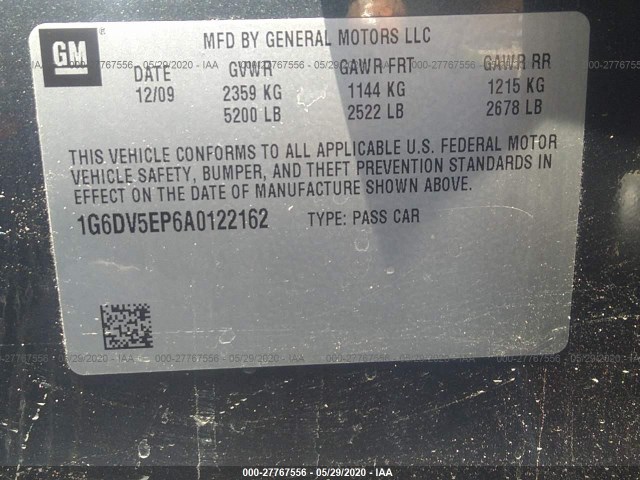 GM
MFD BY GENERAL MOTORS LLC
DATE GVWR GAWR FRT GAWR RR
12/09 2359 KG 1144 KG 1215 KG
5200 LB 2522 LB 2678 LB
THIS VEHICLE CONFORMS TO ALL APPLICABLE U.S. FEDERAL MOTOR
VEHICLE SAFETY, BUMPER, AND THEFT PREVENTION STANDARDS IN
EFFECT ON THE DATE OF MANUFACTURE SHOWN ABOVE.
1G6DV5EP6A0122162 TYPE: PASS CAR
000-27767556 - 05/29/2020 - IAA